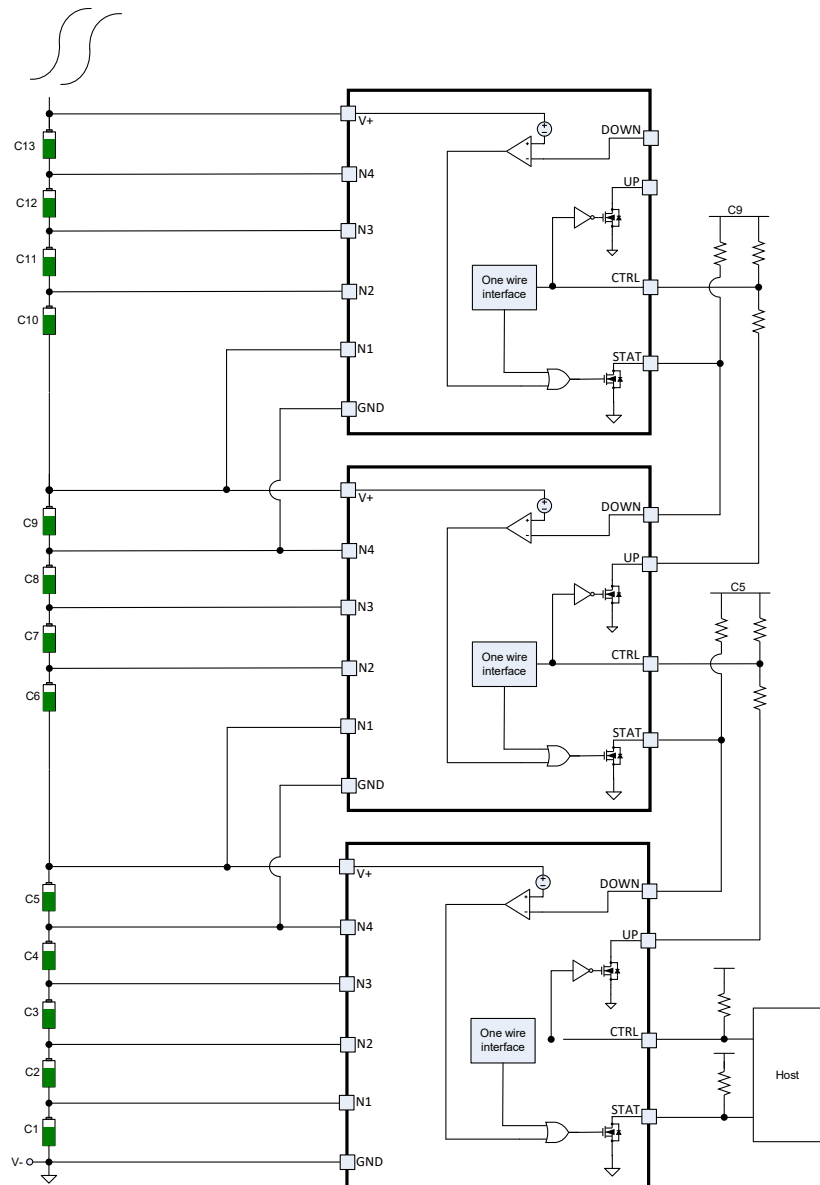 V+
DOWN
C13
N4
UP
C12
C9
N3
C11
One wire
interface
CTRL
N2
C10
N1
STAT
GND
V+
DOWN
C9
N4
UP
C8
C5
N3
C7
One wire
interface
CTRL
N2
C6
N1
STAT
GND
V+
DOWN
C5
N4
UP
C4
N3
C3
One wire
interface
CTRL
N2
Host
C2
N1
STAT
C1
V-
GND